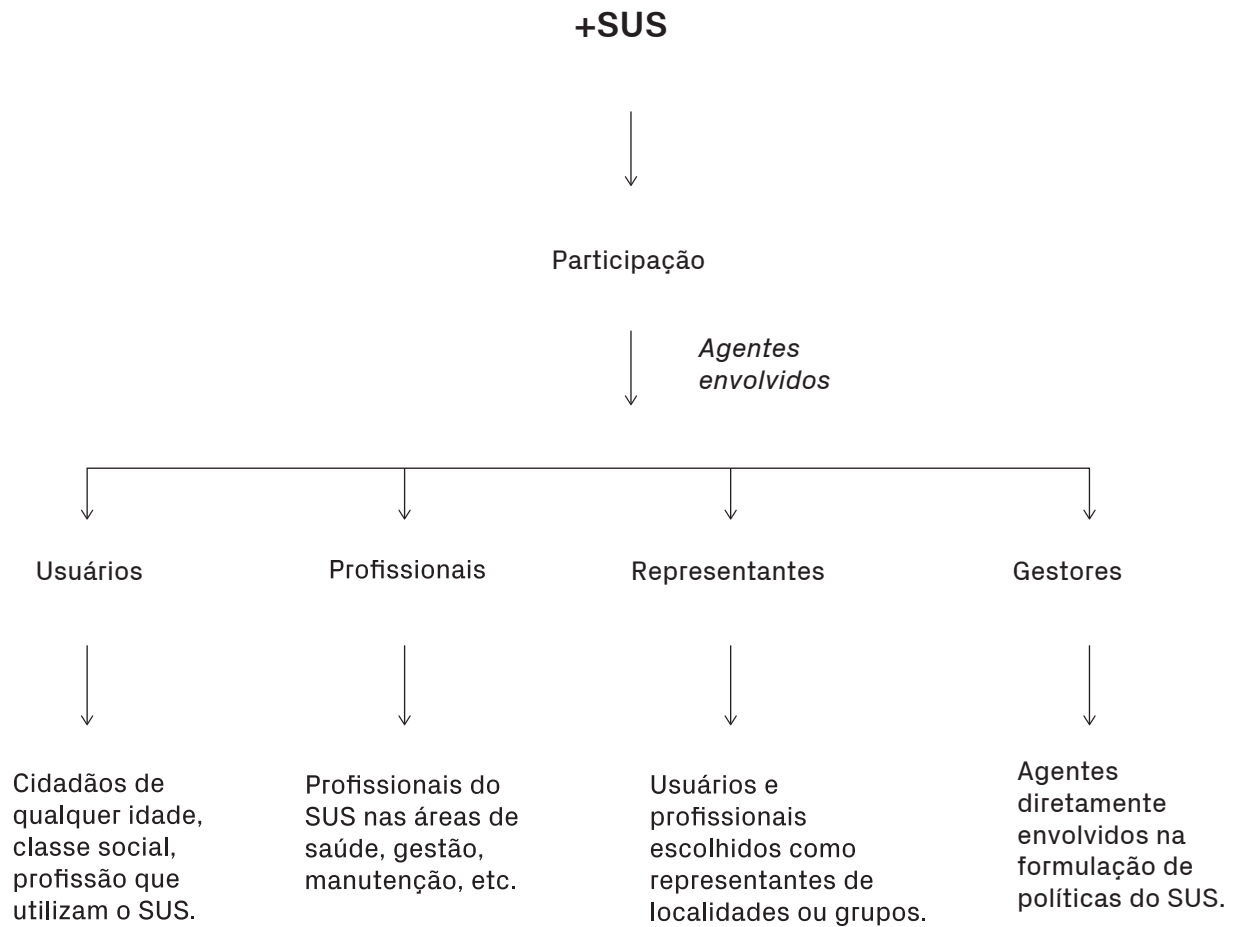 +SUS
Participação
Agentes
envolvidos
Usuários
Profissionais
Representantes
Gestores
Cidadãos de
qualquer idade,
classe social,
profissão que
utilizam o SUS.
Profissionais do
SUS nas áreas de
saúde, gestão,
manutenção, etc.
Usuários e
profissionais
escolhidos como
representantes de
localidades ou grupos.
Agentes
diretamente
envolvidos na
formulação de
políticas do SUS.